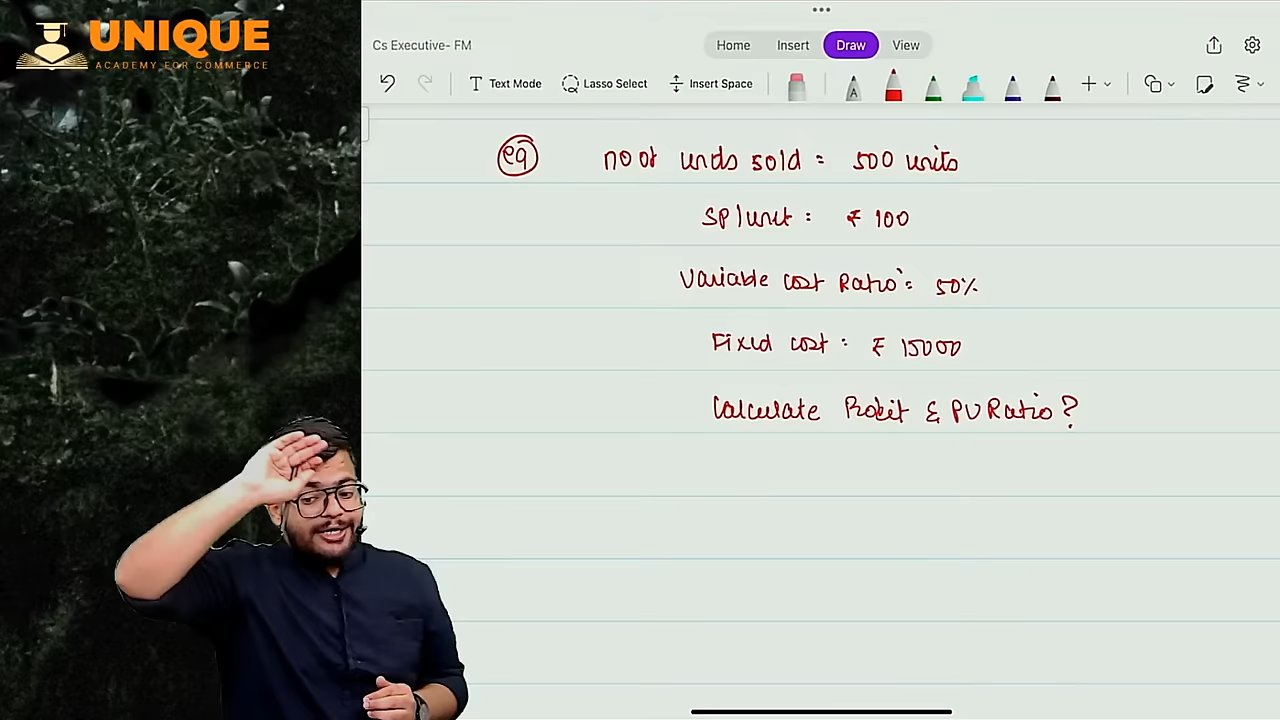 UNIQUE
ACADEMY FOR COMMERCE
Cs Executive- FM
Home Insert Draw View
Text Mode Lasso Select Insert Space
eg no of units sold = 500 units
SP/unit : ₹ 100
Variable cost Ratio = 50%
Fixed cost : ₹ 15000
Calculate Profit & PV Ratio?